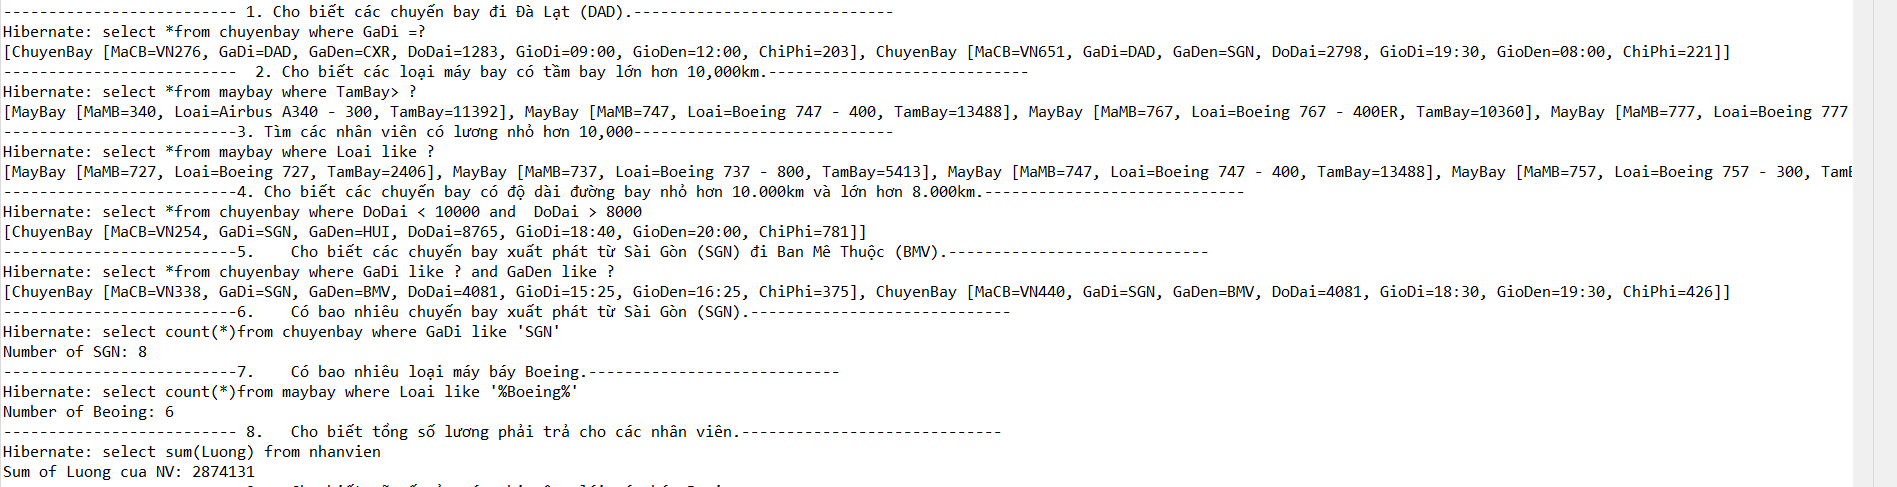 -------------------------- 1. Cho biết các chuyến bay đi Đà Lạt (DAD).-----------------------------
Hibernate: select *from chuyenbay where GaDi =?
[ChuyenBay [MaCB=VN276, GaDi=DAD, GaDen=CXR, DoDai=1283, GioDi=09:00, GioDen=12:00, ChiPhi=203], ChuyenBay [MaCB=VN651, GaDi=DAD, GaDen=SGN, DoDai=2798, GioDi=19:30, GioDen=08:00, ChiPhi=221]]
--------------------------  2. Cho biết các loại máy bay có tầm bay lớn hơn 10,000km.-----------------------------
Hibernate: select *from maybay where TamBay> ?
[MayBay [MaMB=340, Loai=Airbus A340 - 300, TamBay=11392], MayBay [MaMB=747, Loai=Boeing 747 - 400, TamBay=13488], MayBay [MaMB=767, Loai=Boeing 767 - 400ER, TamBay=10360], MayBay [MaMB=777, Loai=Boeing 777
--------------------------3. Tìm các nhân viên có lương nhỏ hơn 10,000-----------------------------
Hibernate: select *from maybay where Loai like ?
[MayBay [MaMB=727, Loai=Boeing 727, TamBay=2406], MayBay [MaMB=737, Loai=Boeing 737 - 800, TamBay=5413], MayBay [MaMB=747, Loai=Boeing 747 - 400, TamBay=13488], MayBay [MaMB=757, Loai=Boeing 757 - 300,
--------------------------4. Cho biết các chuyến bay có độ dài đường bay nhỏ hơn 10.000km và lớn hơn 8.000km.-----------------------------
Hibernate: select *from chuyenbay where DoDai < 10000 and  DoDai > 8000
[ChuyenBay [MaCB=VN254, GaDi=SGN, GaDen=HUI, DoDai=8765, GioDi=18:40, GioDen=20:00, ChiPhi=781]]
--------------------------5.    Cho biết các chuyến bay xuất phát từ Sài Gòn (SGN) đi Ban Mê Thuộc (BMV).-----------------------------
Hibernate: select *from chuyenbay where GaDi like ? and GaDen like ?
[ChuyenBay [MaCB=VN338, GaDi=SGN, GaDen=BMV, DoDai=4081, GioDi=15:25, GioDen=16:25, ChiPhi=375], ChuyenBay [MaCB=VN440, GaDi=SGN, GaDen=BMV, DoDai=4081, GioDi=18:30, GioDen=19:30, ChiPhi=426]]
--------------------------6.    Có bao nhiêu chuyến bay xuất phát từ Sài Gòn (SGN).-----------------------------
Hibernate: select count(*)from chuyenbay where GaDi like 'SGN'
Number of SGN: 8
--------------------------7.    Có bao nhiêu loại máy báy Boeing.----------------------------
Hibernate: select count(*)from maybay where Loai like '%Boeing%'
Number of Beoing: 6
-------------------------- 8.   Cho biết tổng số lương phải trả cho các nhân viên.-----------------------------
Hibernate: select sum(Luong) from nhanvien
Sum of Luong cua NV: 2874131